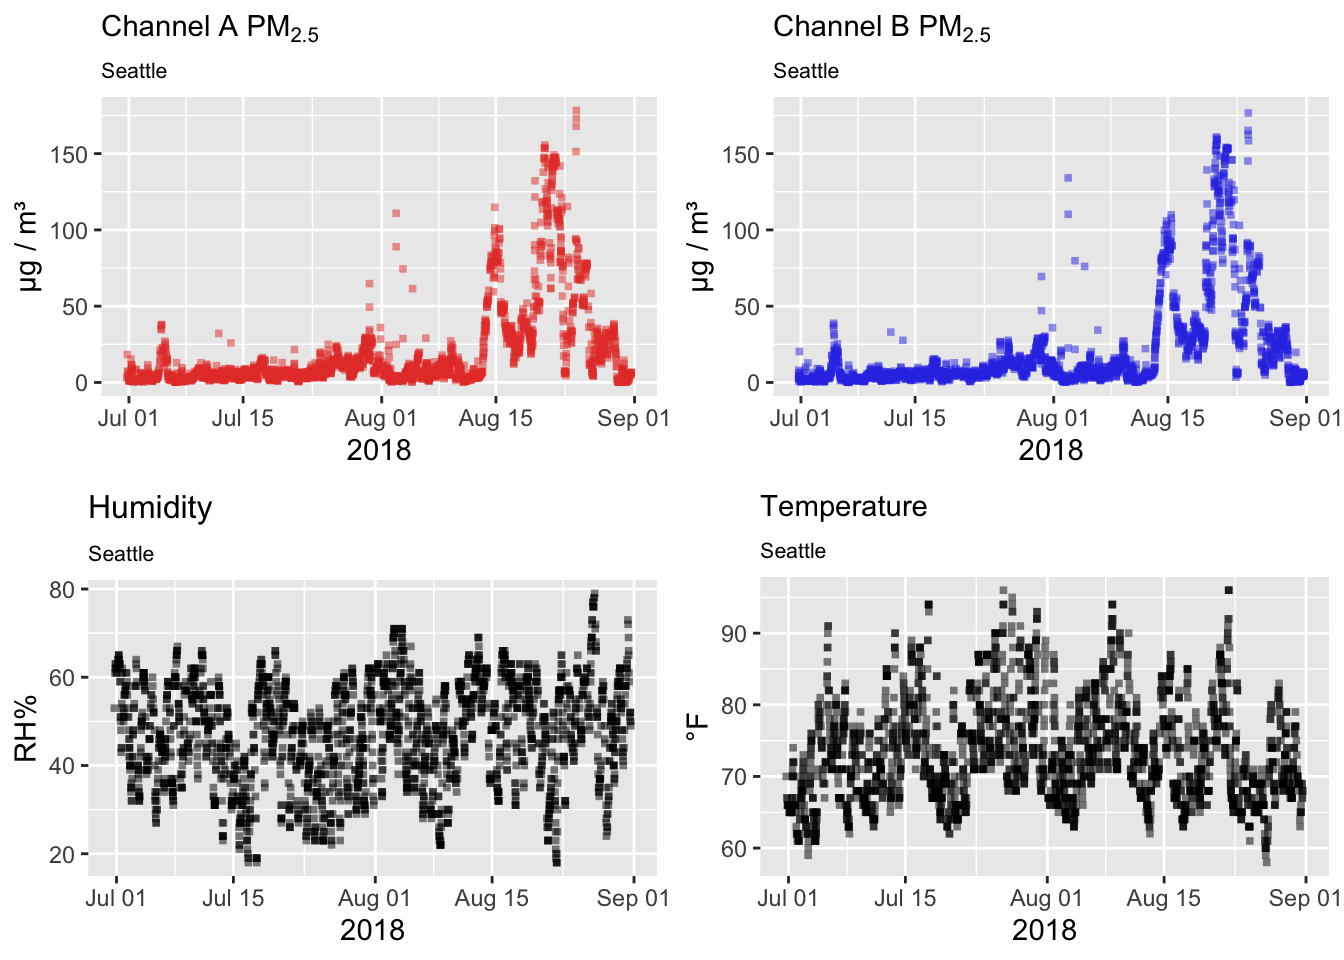 Channel A PM2.5
Seattle
µg / m³
150
100
50
0
Jul 01 Jul 15 Aug 01 Aug 15 Sep 01
2018
Channel B PM2.5
Seattle
µg / m³
150
100
50
0
Jul 01 Jul 15 Aug 01 Aug 15 Sep 01
2018
Humidity
Seattle
RH%
80
60
40
20
Jul 01 Jul 15 Aug 01 Aug 15 Sep 01
2018
Temperature
Seattle
°F
90
80
70
60
Jul 01 Jul 15 Aug 01 Aug 15 Sep 01
2018